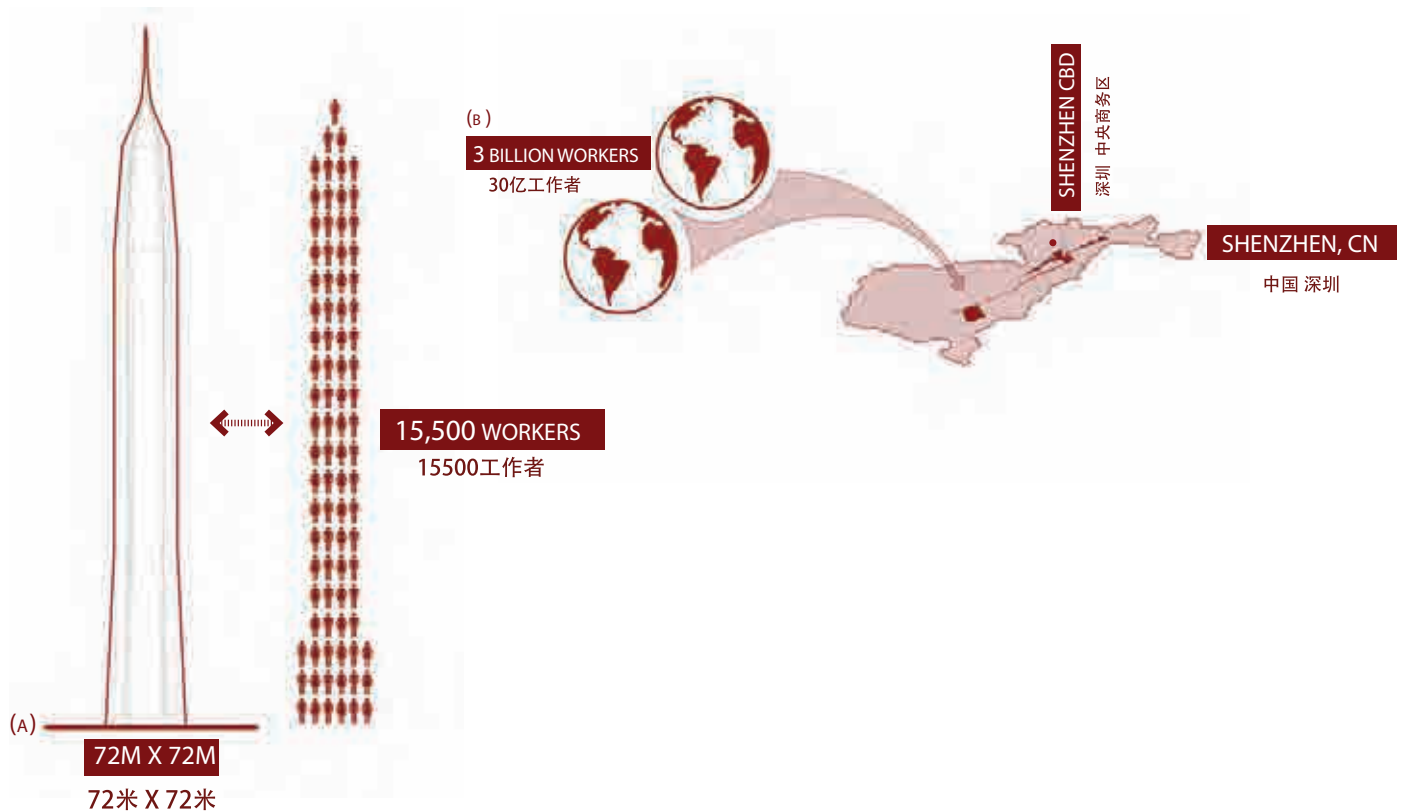 (A)
72M X 72M
72米 X 72米
15,500 WORKERS
15500工作者
(B)
3 BILLION WORKERS
30亿工作者
SHENZHEN CBD
深圳 中央商务区
SHENZHEN, CN
中国 深圳